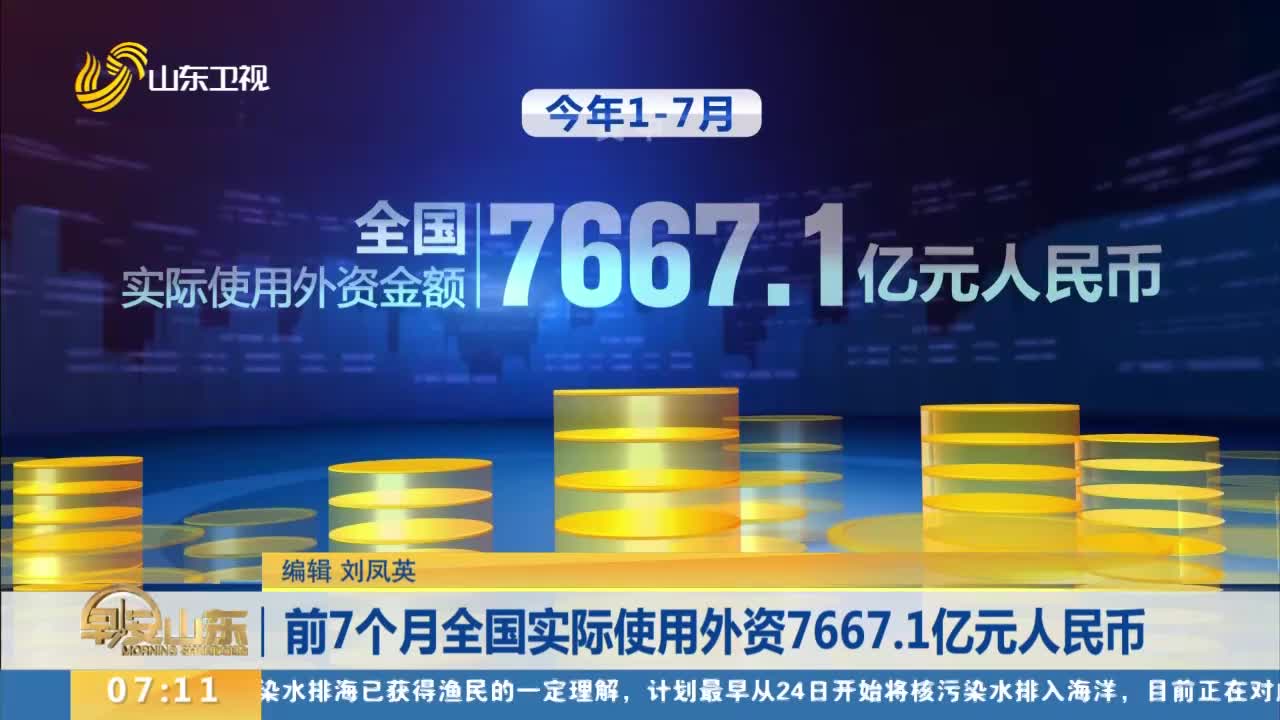 山东卫视
今年1-7月
全国
实际使用外资金额
7667.1亿元人民币
编辑 刘凤英
早安山东
MORNING SHANDONG
前7个月全国实际使用外资7667.1亿元人民币
07:11
染水排海已获得渔民的一定理解，计划最早从24日开始将核污染水排入海洋，目前正在对